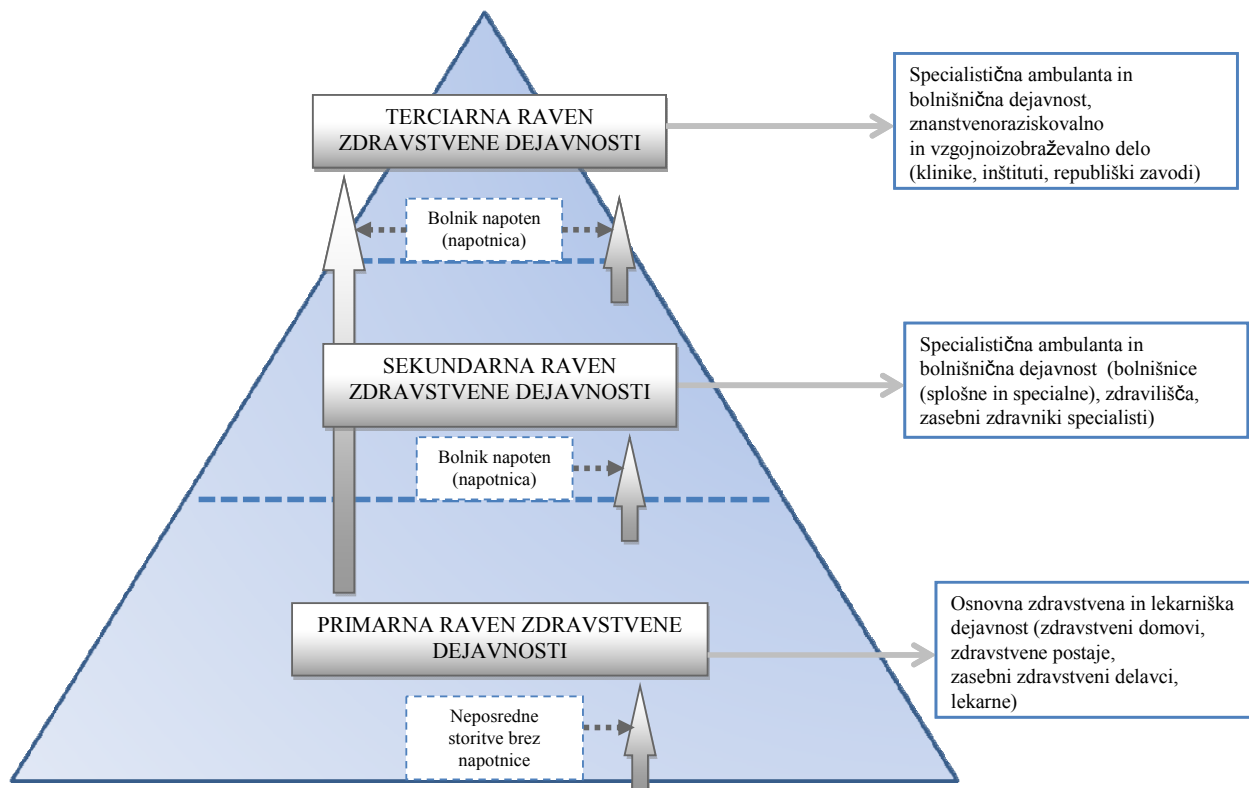 TERCIARNA RAVEN
ZDRAVSTVENE DEJAVNOSTI
Specialistična ambulanta in
bolnišnična dejavnost,
znanstvenoraziskovalno
in vzgojnoizobraževalno delo
(klinike, inštituti, republiški zavodi)
Bolnik napoten
(napotnica)
SEKUNDARNA RAVEN
ZDRAVSTVENE DEJAVNOSTI
Specialistična ambulanta in
bolnišnična dejavnost (bolnišnice
(splošne in specialne), zdravilišča,
zasebni zdravniki specialisti)
Bolnik napoten
(napotnica)
PRIMARNA RAVEN ZDRAVSTVENE
DEJAVNOSTI
Osnovna zdravstvena in lekarniška
dejavnost (zdravstveni domovi,
zdravstvene postaje,
zasebni zdravstveni delavci,
lekarne)
Neposredne
storitve brez
napotnice